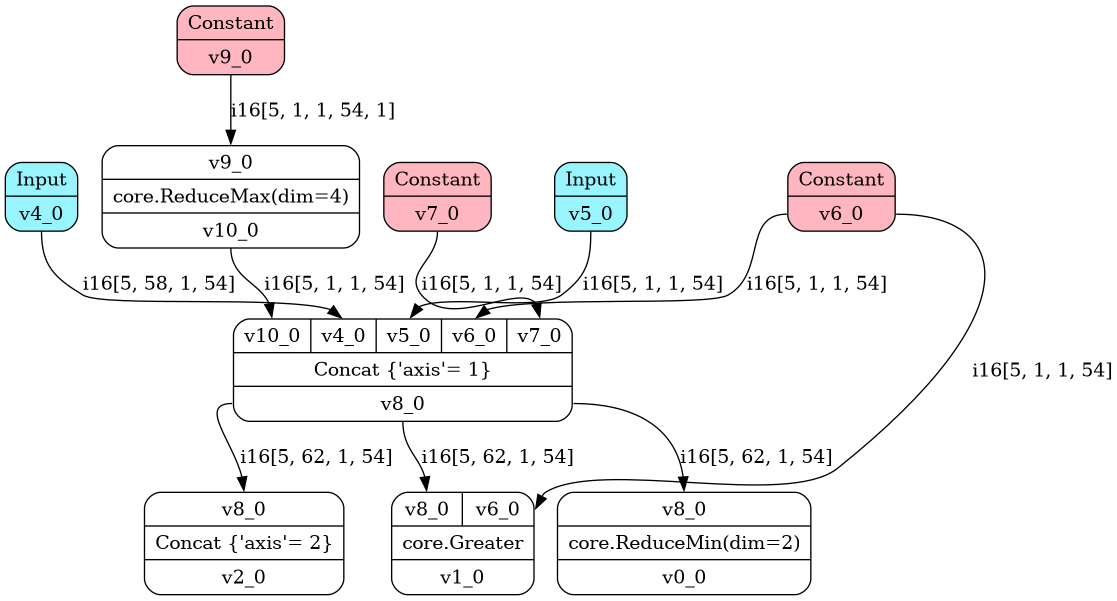 Constant
v9_0
i16[5, 1, 1, 54, 1]
Input
v4_0
v9_0
core.ReduceMax(dim=4)
v10_0
Constant
v7_0
Input
v5_0
Constant
v6_0
i16[5, 58, 1, 54]
i16[5, 1, 1, 54]
i16[5, 1, 1, 54]
i16[5, 1, 1, 54]
i16[5, 1, 1, 54]
v10_0 v4_0 v5_0 v6_0 v7_0
Concat {'axis'= 1}
v8_0
i16[5, 1, 1, 54]
i16[5, 62, 1, 54]
i16[5, 62, 1, 54]
i16[5, 62, 1, 54]
v8_0
Concat {'axis'= 2}
v2_0
v8_0 v6_0
core.Greater
v1_0
v8_0
core.ReduceMin(dim=2)
v0_0